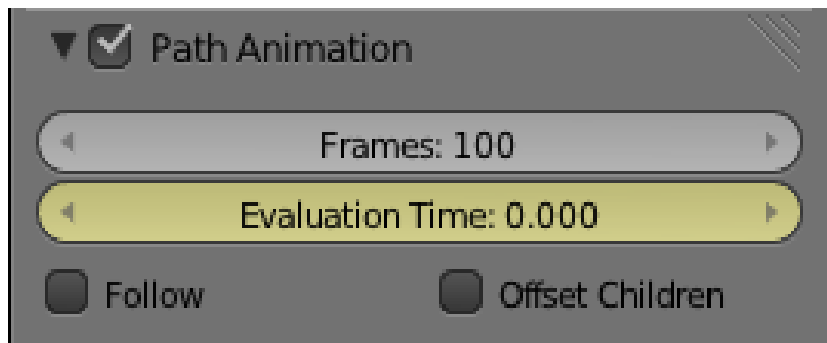 Path Animation
Frames: 100
Evaluation Time: 0.000
Follow Offset Children